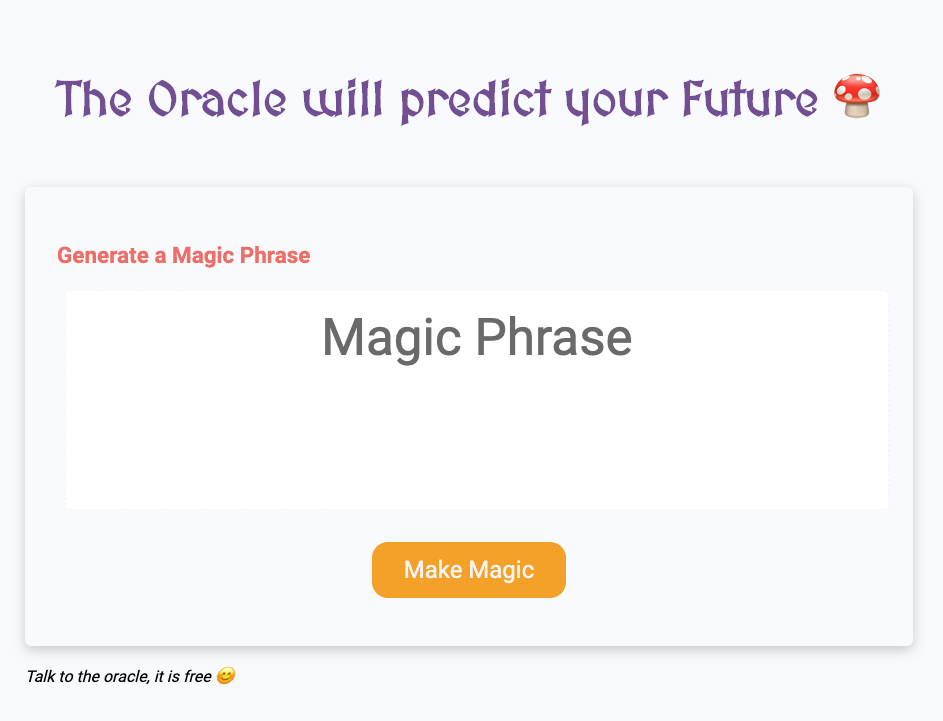 The Oracle will predict your Future 🍄
Generate a Magic Phrase
Magic Phrase
Make Magic
Talk to the oracle, it is free 😊